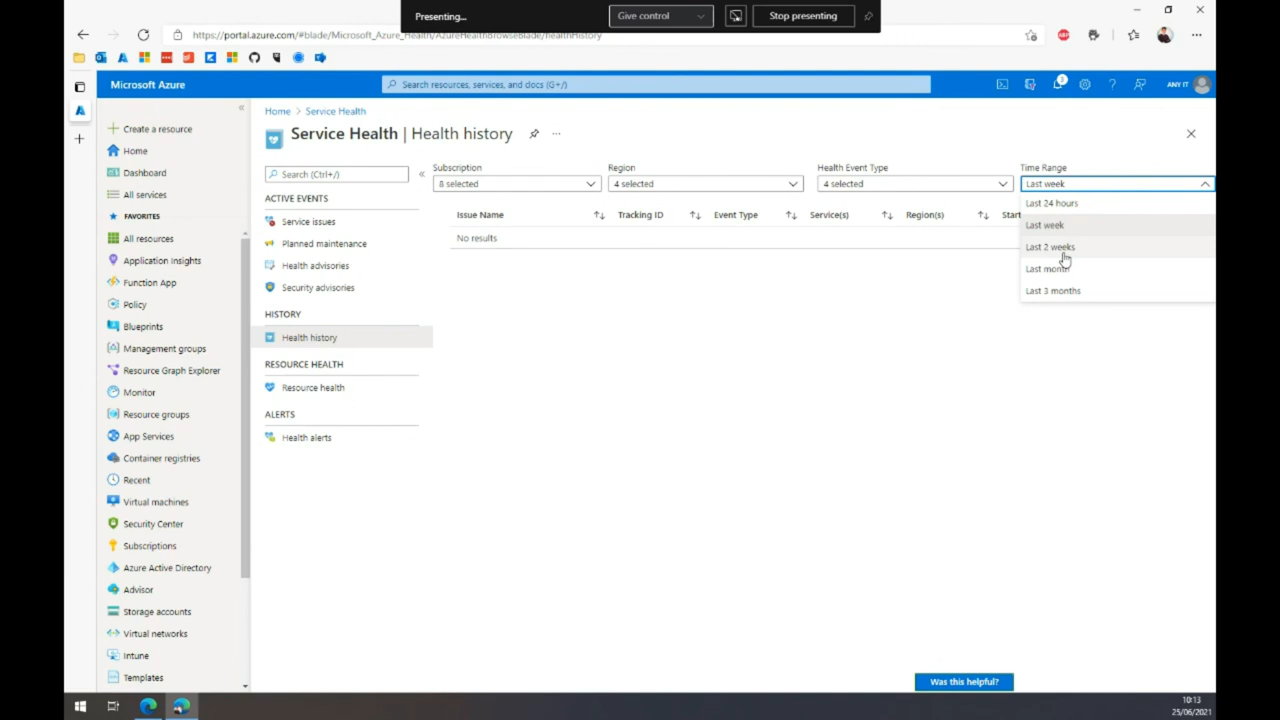 Presenting...
Give control
Stop presenting
https://portal.azure.com/#blade/Microsoft_Azure_Health/AzureHealthBrowseBlade/healthHistory
Microsoft Azure
Search resources, services, and docs (G+/)
ANY IT
Create a resource
Home
Dashboard
All services
FAVORITES
All resources
Application Insights
Function App
Policy
Blueprints
Management groups
Resource Graph Explorer
Monitor
Resource groups
App Services
Container registries
Recent
Virtual machines
Security Center
Subscriptions
Azure Active Directory
Advisor
Storage accounts
Virtual networks
Intune
Templates
Home > Service Health
Service Health | Health history
Search (Ctrl+/)
ACTIVE EVENTS
Service issues
Planned maintenance
Health advisories
Security advisories
HISTORY
Health history
RESOURCE HEALTH
Resource health
ALERTS
Health alerts
Subscription
8 selected
Region
4 selected
Health Event Type
4 selected
Time Range
Last week
Last 24 hours
Last week
Last 2 weeks
Last month
Last 3 months
Issue Name Tracking ID Event Type Service(s) Region(s) Start
No results
Was this helpful?
10:13
25/06/2021